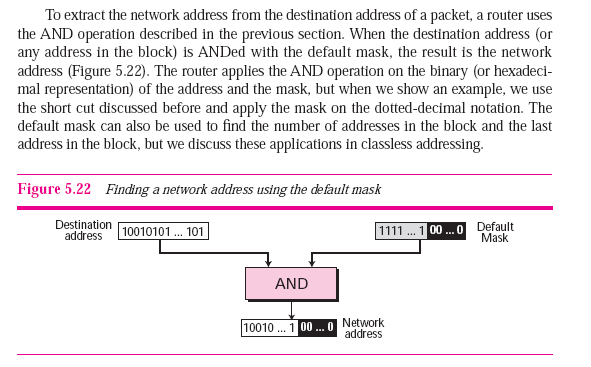 To extract the network address from the destination address of a packet, a router uses
the AND operation described in the previous section. When the destination address (or
any address in the block) is ANDed with the default mask, the result is the network
address (Figure 5.22). The router applies the AND operation on the binary (or hexadeci-
mal representation) of the address and the mask, but when we show an example, we use
the short cut discussed before and apply the mask on the dotted-decimal notation. The
default mask can also be used to find the number of addresses in the block and the last
address in the block, but we discuss these applications in classless addressing.
Figure 5.22 Finding a network address using the default mask
Destination
address
10010101 ... 101
1111 ... 1 00 ... 0
Default
Mask
AND
10010 ... 1 00 ... 0
Network
address